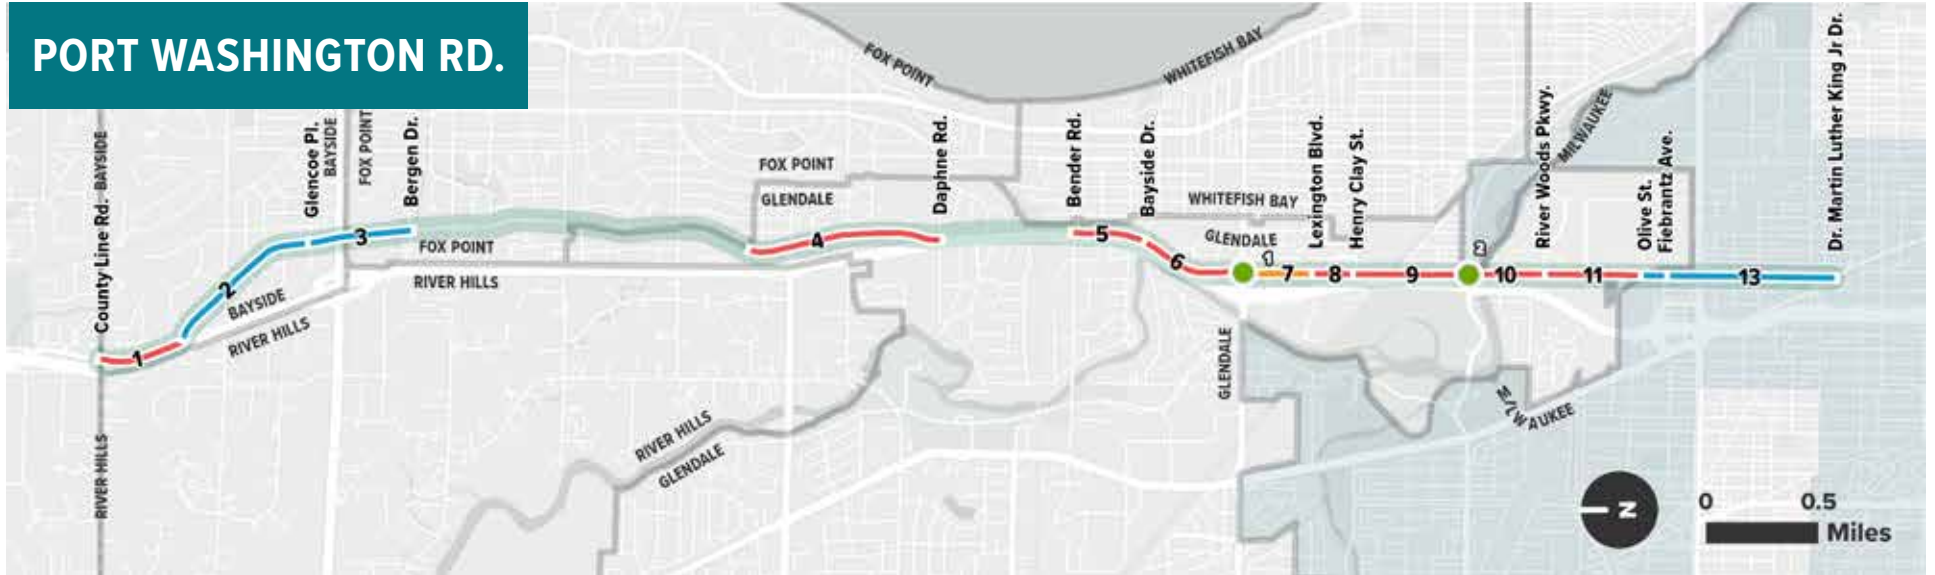 PORT WASHINGTON RD.
FOX POINT
WHITEFISH BAY
County Line Rd.
BAYSIDE
RIVER HILLS
Glencoe Pl.
BAYSIDE
FOX POINT
Bergen Dr.
FOX POINT
GLENDALE
Daphne Rd.
Bender Rd.
Bayside Dr.
WHITEFISH BAY
GLENDALE
Lexington Blvd.
Henry Clay St.
River Woods Pkwy.
MILWAUKEE
Olive St.
Fiebrantz Ave.
Dr. Martin Luther King Jr Dr.
1
2
3
4
5
6
7
8
9
10
11
13
1
2
BAYSIDE
RIVER HILLS
FOX POINT
RIVER HILLS
RIVER HILLS
GLENDALE
GLENDALE
MILWAUKEE
N
0
0.5
Miles